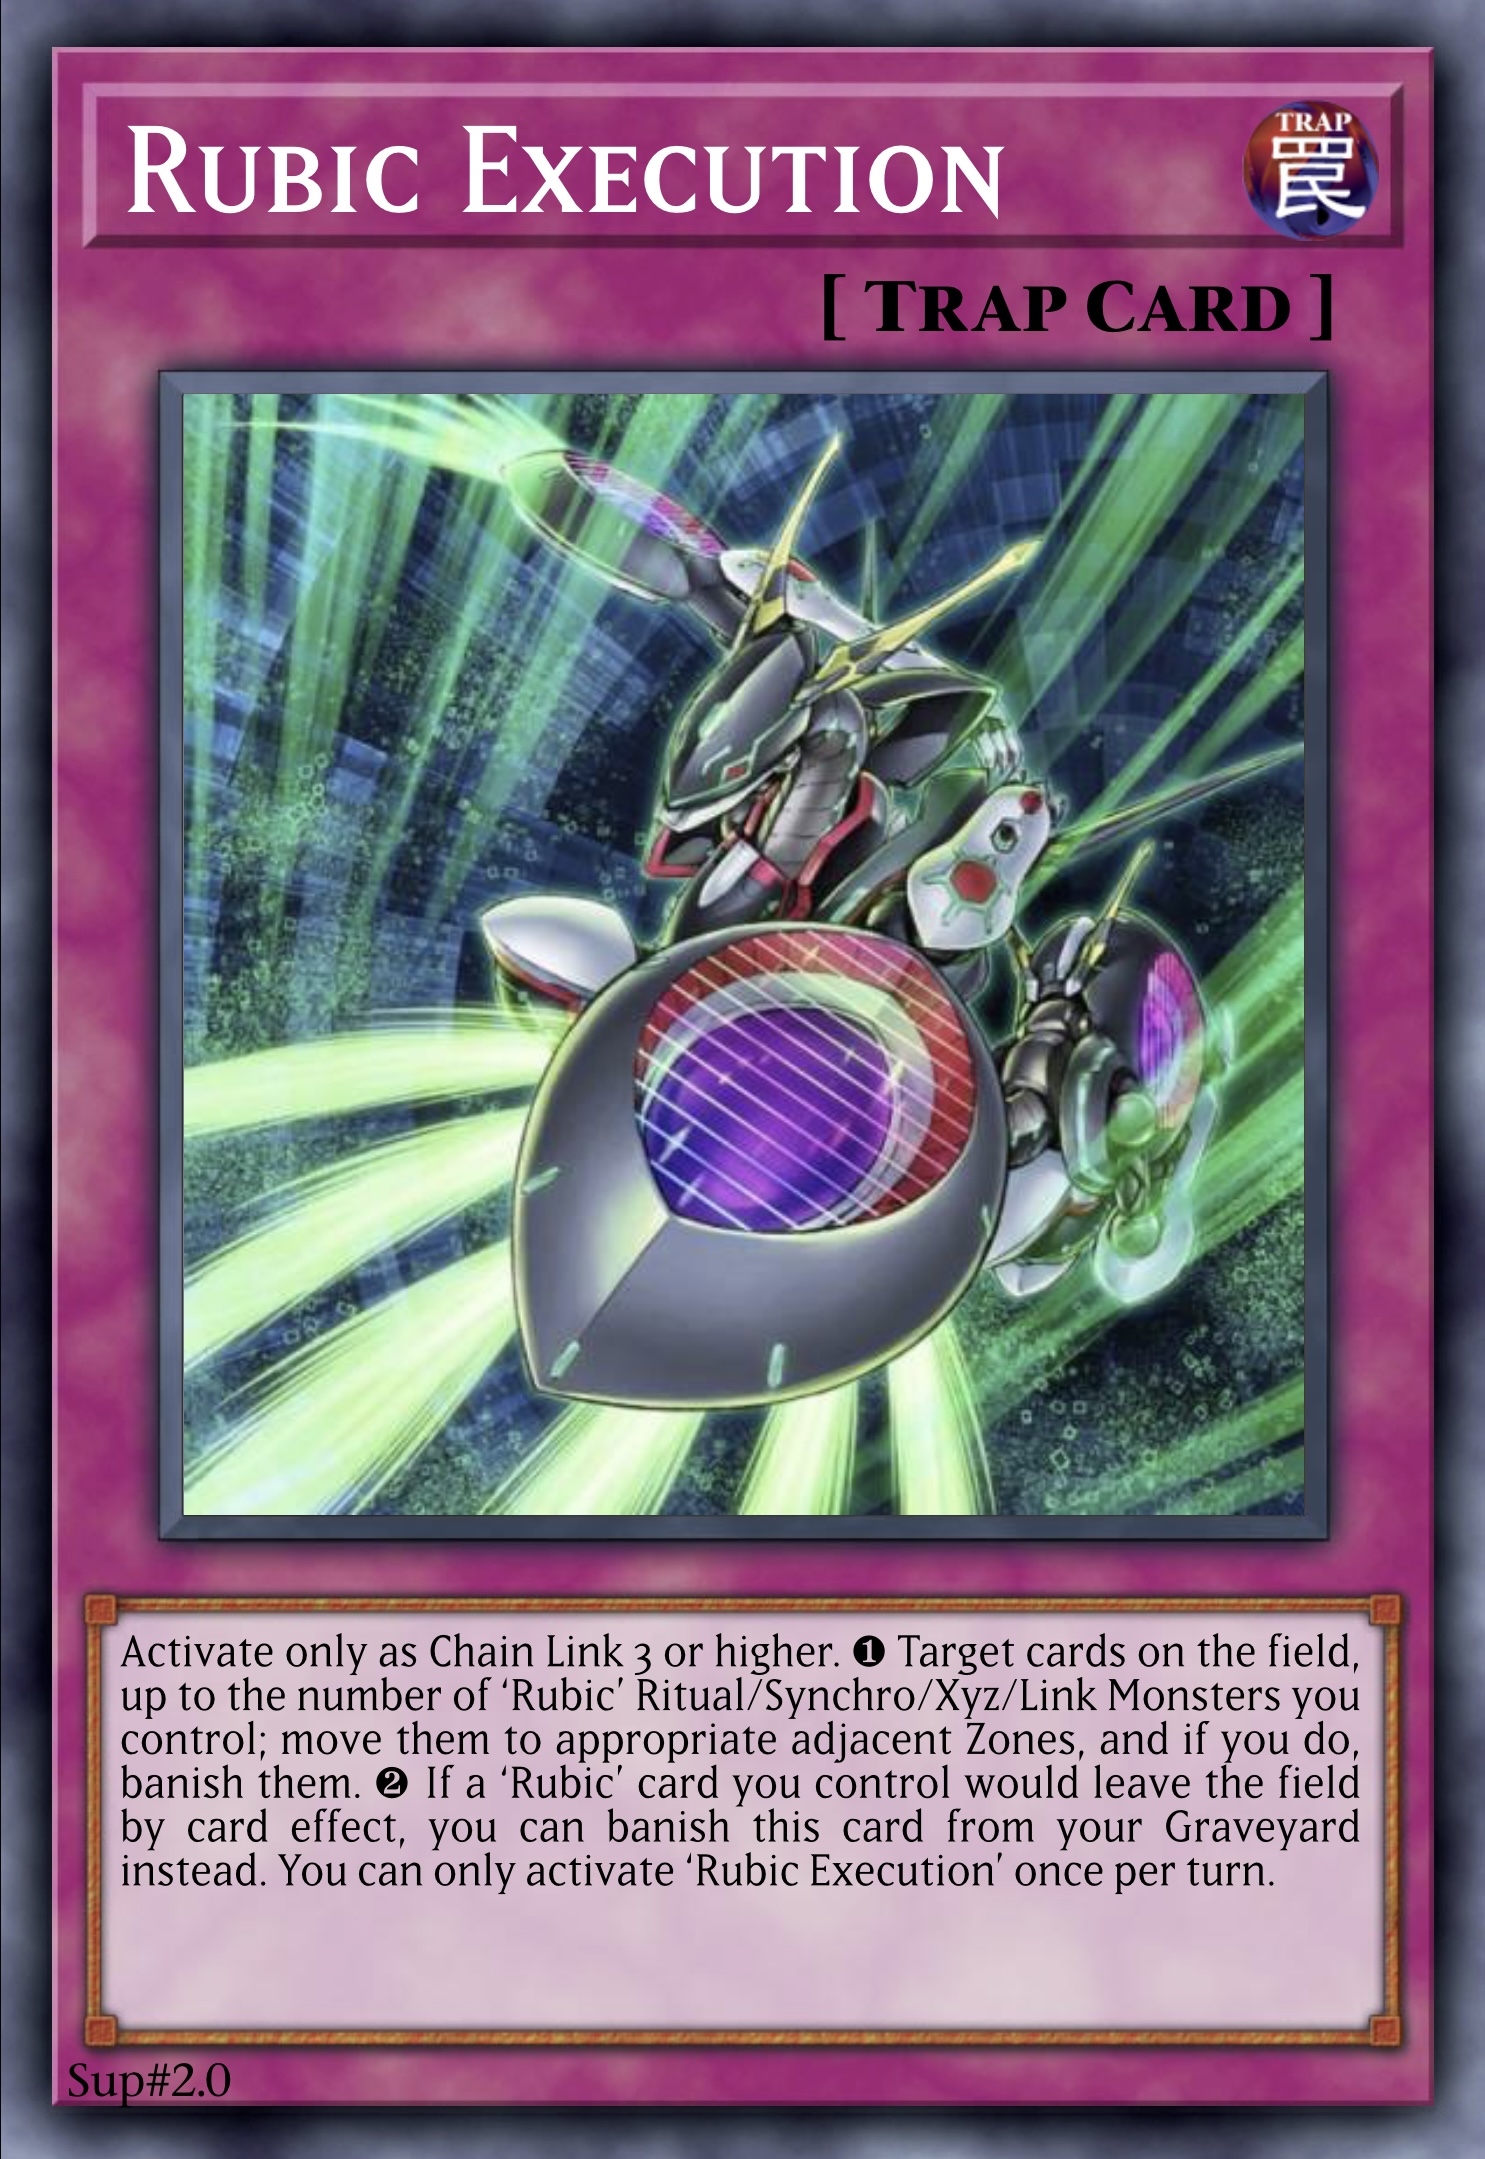 RUBIC EXECUTION
TRAP
罠
[ TRAP CARD ]
Activate only as Chain Link 3 or higher. ❶ Target cards on the field,
up to the number of ‘Rubic’ Ritual/Synchro/Xyz/Link Monsters you
control; move them to appropriate adjacent Zones, and if you do,
banish them. ❷ If a ‘Rubic’ card you control would leave the field
by card effect, you can banish this card from your Graveyard
instead. You can only activate ‘Rubic Execution’ once per turn.
Sup#2.0